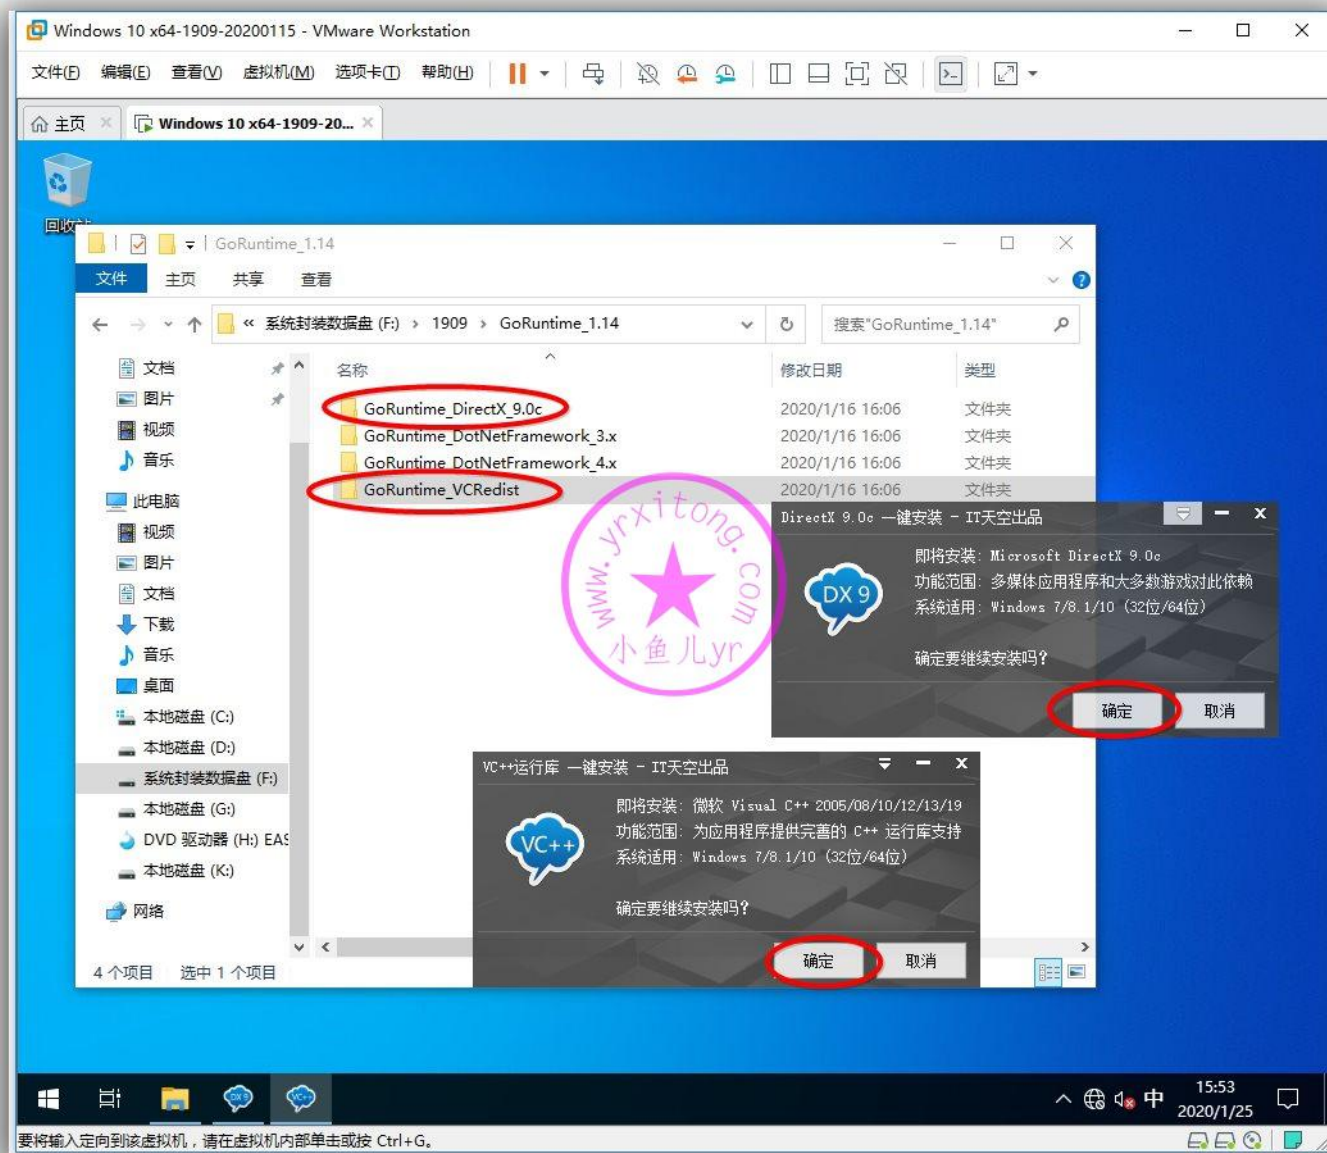 Windows 10 x64-1909-20200115 - VMware Workstation
文件(F) 编辑(E) 查看(V) 虚拟机(M) 选项卡(T) 帮助(H)
主页 Windows 10 x64-1909-20...
回收
GoRuntime_1.14
文件 主页 共享 查看
« 系统封装数据盘 (F:) › 1909 › GoRuntime_1.14 搜索"GoRuntime_1.14"
名称 修改日期 类型
GoRuntime_DirectX_9.0c 2020/1/16 16:06 文件夹
GoRuntime_DotNetFramework_3.x 2020/1/16 16:06 文件夹
GoRuntime_DotNetFramework_4.x 2020/1/16 16:06 文件夹
GoRuntime_VCRedist 2020/1/16 16:06 文件夹
文档
图片
视频
音乐
此电脑
视频
图片
文档
下载
音乐
桌面
本地磁盘 (C:)
本地磁盘 (D:)
系统封装数据盘 (F:)
本地磁盘 (G:)
DVD 驱动器 (H:) EAS
本地磁盘 (K:)
网络
4 个项目 选中 1 个项目
www.yrxitong.com
小鱼儿yr
DirectX 9.0c 一键安装 - IT天空出品
DX 9
即将安装: Microsoft DirectX 9.0c
功能范围: 多媒体应用程序和大多数游戏对此依赖
系统适用: Windows 7/8.1/10 (32位/64位)
确定要继续安装吗?
确定 取消
VC++运行库 一键安装 - IT天空出品
VC++
即将安装: 微软 Visual C++ 2005/08/10/12/13/19
功能范围: 为应用程序提供完善的 C++ 运行库支持
系统适用: Windows 7/8.1/10 (32位/64位)
确定要继续安装吗?
确定 取消
DX 9 VC++
中 15:53
2020/1/25
要将输入定向到该虚拟机，请在虚拟机内部单击或按 Ctrl+G。